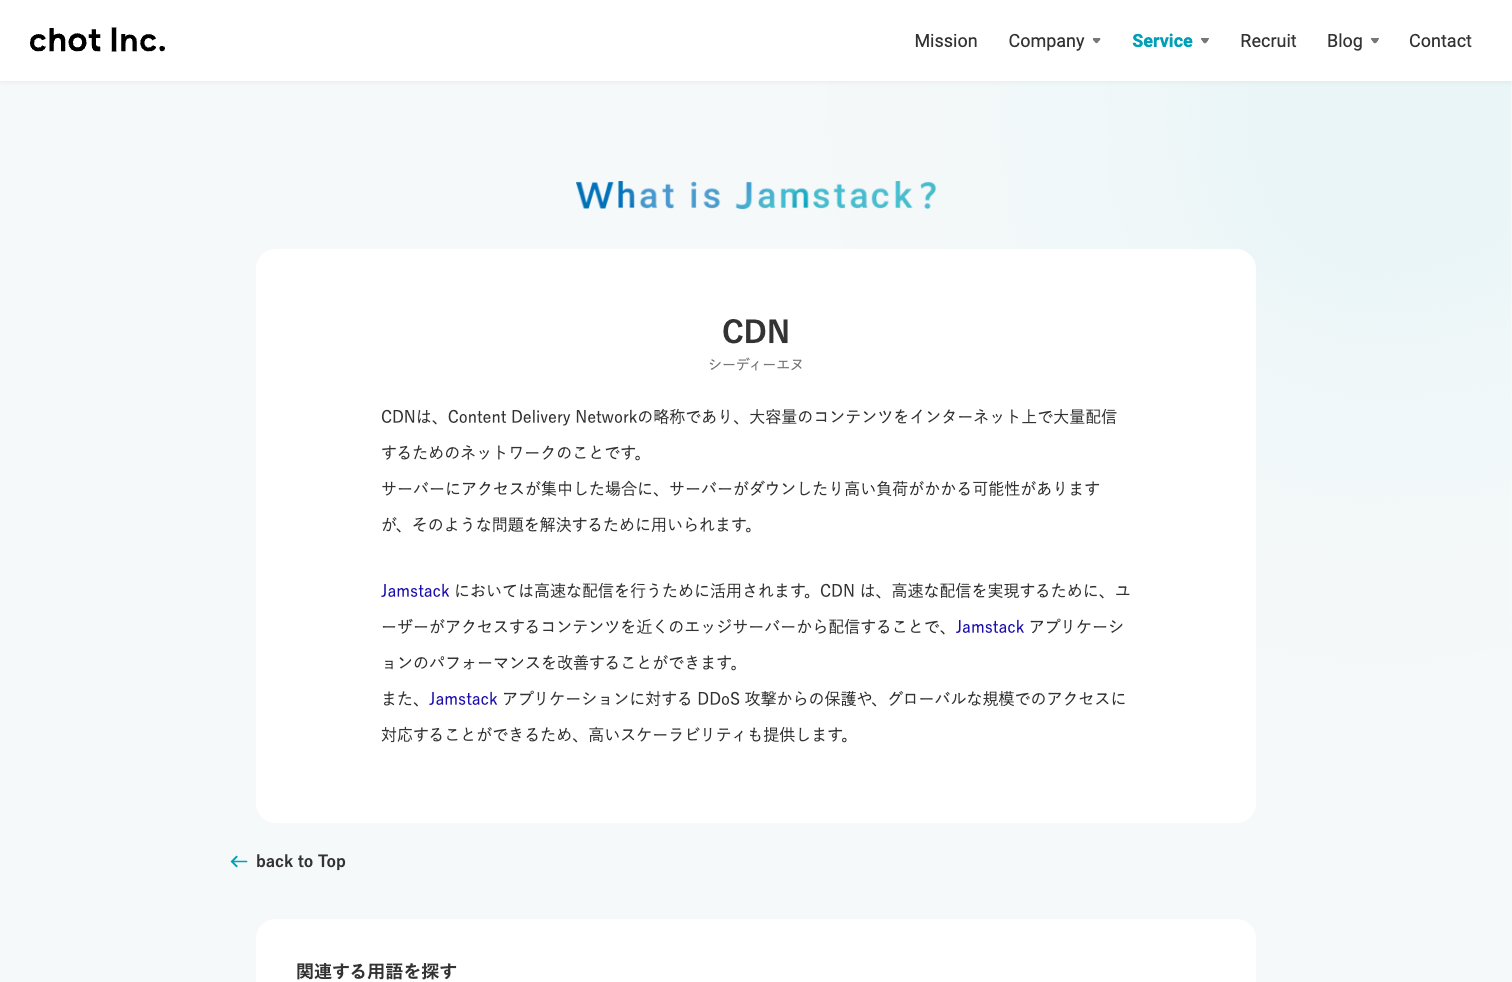 chot Inc.
Mission Company Service Recruit Blog Contact
What is Jamstack?
CDN
シーディーエヌ
CDNは、Content Delivery Networkの略称であり、大容量のコンテンツをインターネット上で大量配信
するためのネットワークのことです。
サーバーにアクセスが集中した場合に、サーバーがダウンしたり高い負荷がかかる可能性があります
が、そのような問題を解決するために用いられます。
Jamstack においては高速な配信を行うために活用されます。CDN は、高速な配信を実現するために、ユ
ーザーがアクセスするコンテンツを近くのエッジサーバーから配信することで、Jamstack アプリケーシ
ョンのパフォーマンスを改善することができます。
また、Jamstack アプリケーションに対する DDoS 攻撃からの保護や、グローバルな規模でのアクセスに
対応することができるため、高いスケーラビリティも提供します。
back to Top
関連する用語を探す